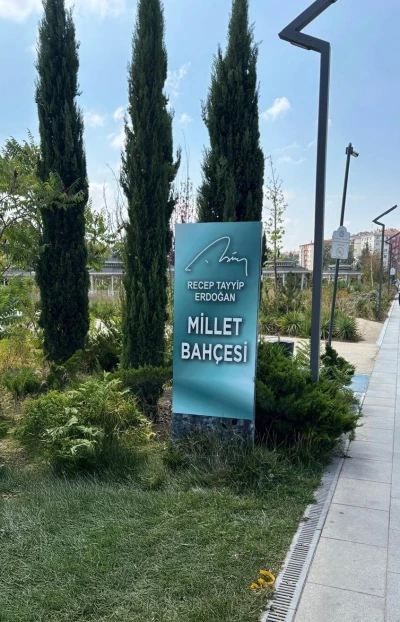 RECEP TAYYİP
ERDOĞAN
MİLLET
BAHÇESİ